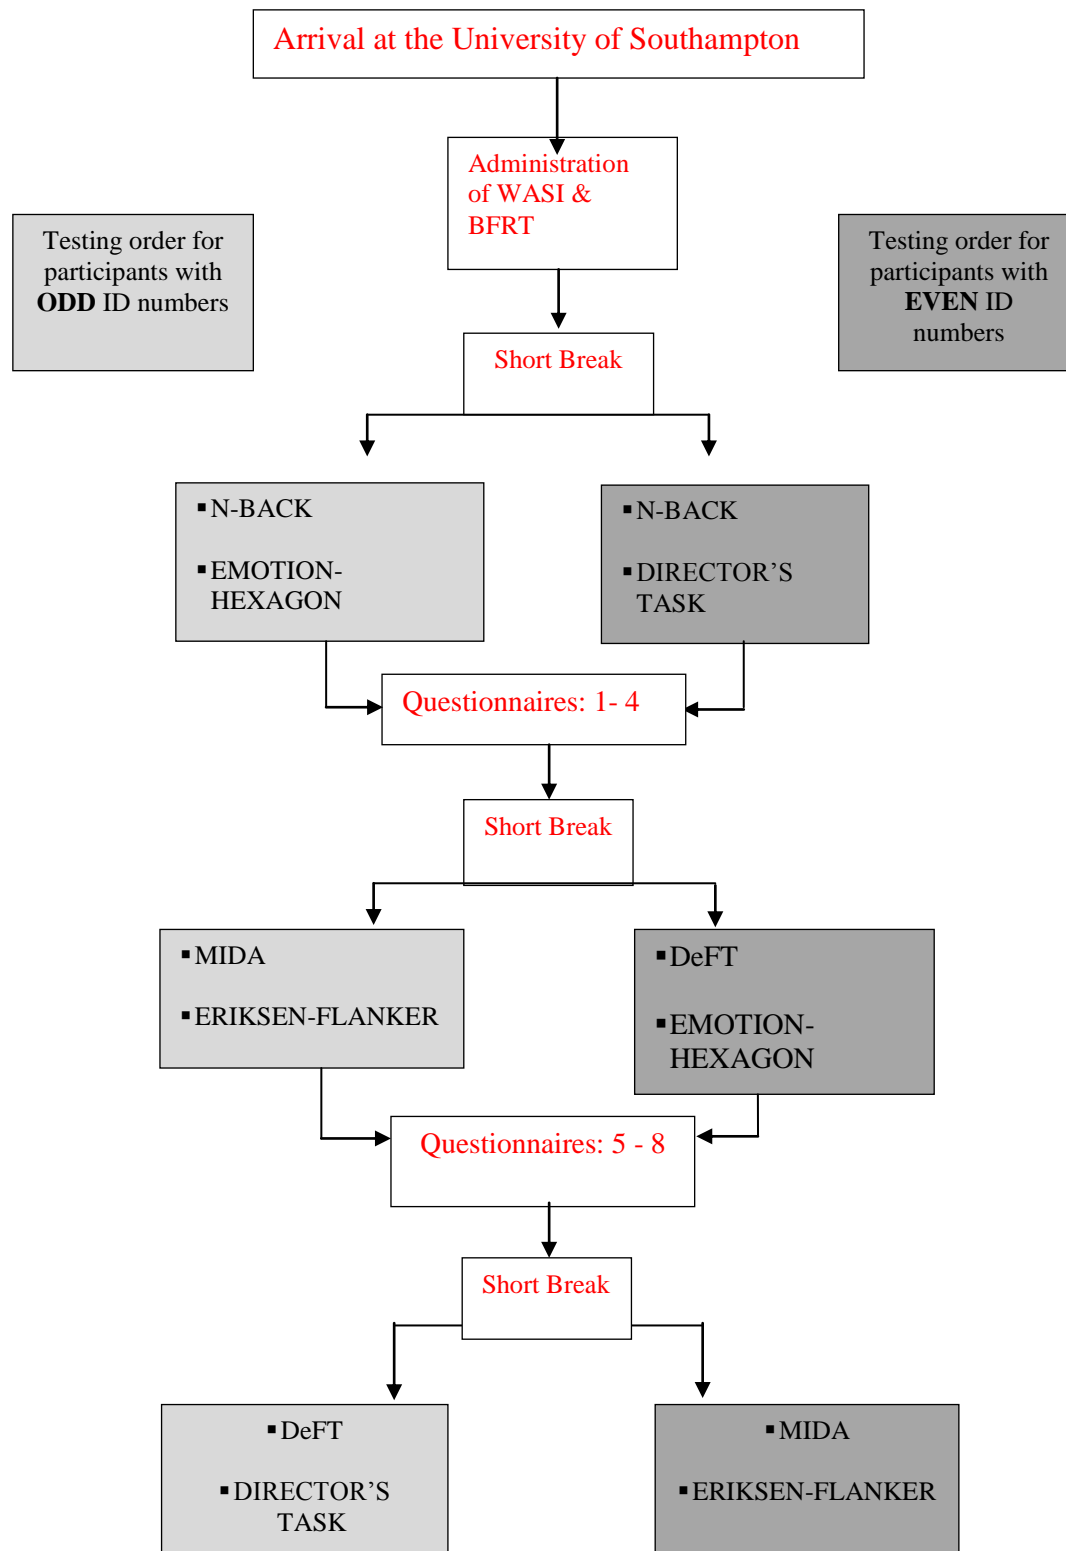 Arrival at the University of Southampton
Administration
of WASI &
BFRT
Testing order for
participants with
ODD ID numbers
Testing order for
participants with
EVEN ID
numbers
Short Break
▪N-BACK
▪EMOTION-
HEXAGON
▪N-BACK
▪DIRECTOR’S
TASK
Questionnaires: 1- 4
Short Break
▪MIDA
▪ERIKSEN-FLANKER
▪DeFT
▪EMOTION-
HEXAGON
Questionnaires: 5 - 8
Short Break
▪DeFT
▪DIRECTOR’S
TASK
▪MIDA
▪ERIKSEN-FLANKER